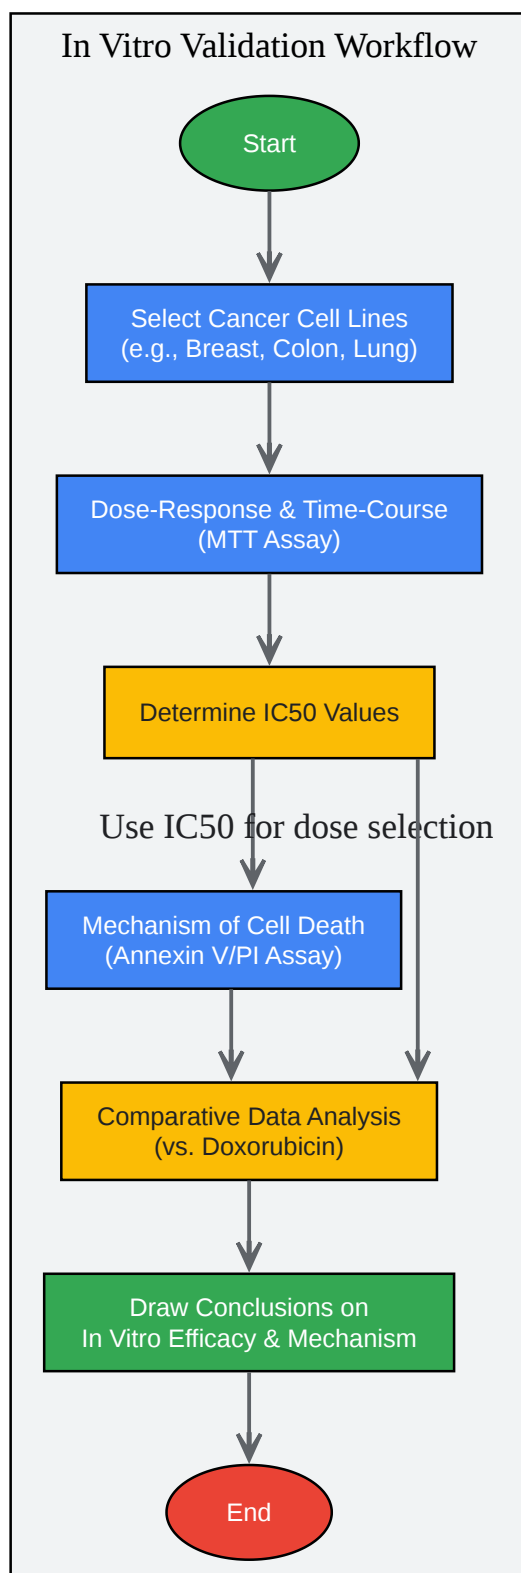 In Vitro Validation Workflow
Start
Select Cancer Cell Lines
(e.g., Breast, Colon, Lung)
Dose-Response & Time-Course
(MTT Assay)
Determine IC50 Values
Use IC50 for dose selection
Mechanism of Cell Death
(Annexin V/PI Assay)
Comparative Data Analysis
(vs. Doxorubicin)
Draw Conclusions on
In Vitro Efficacy & Mechanism
End